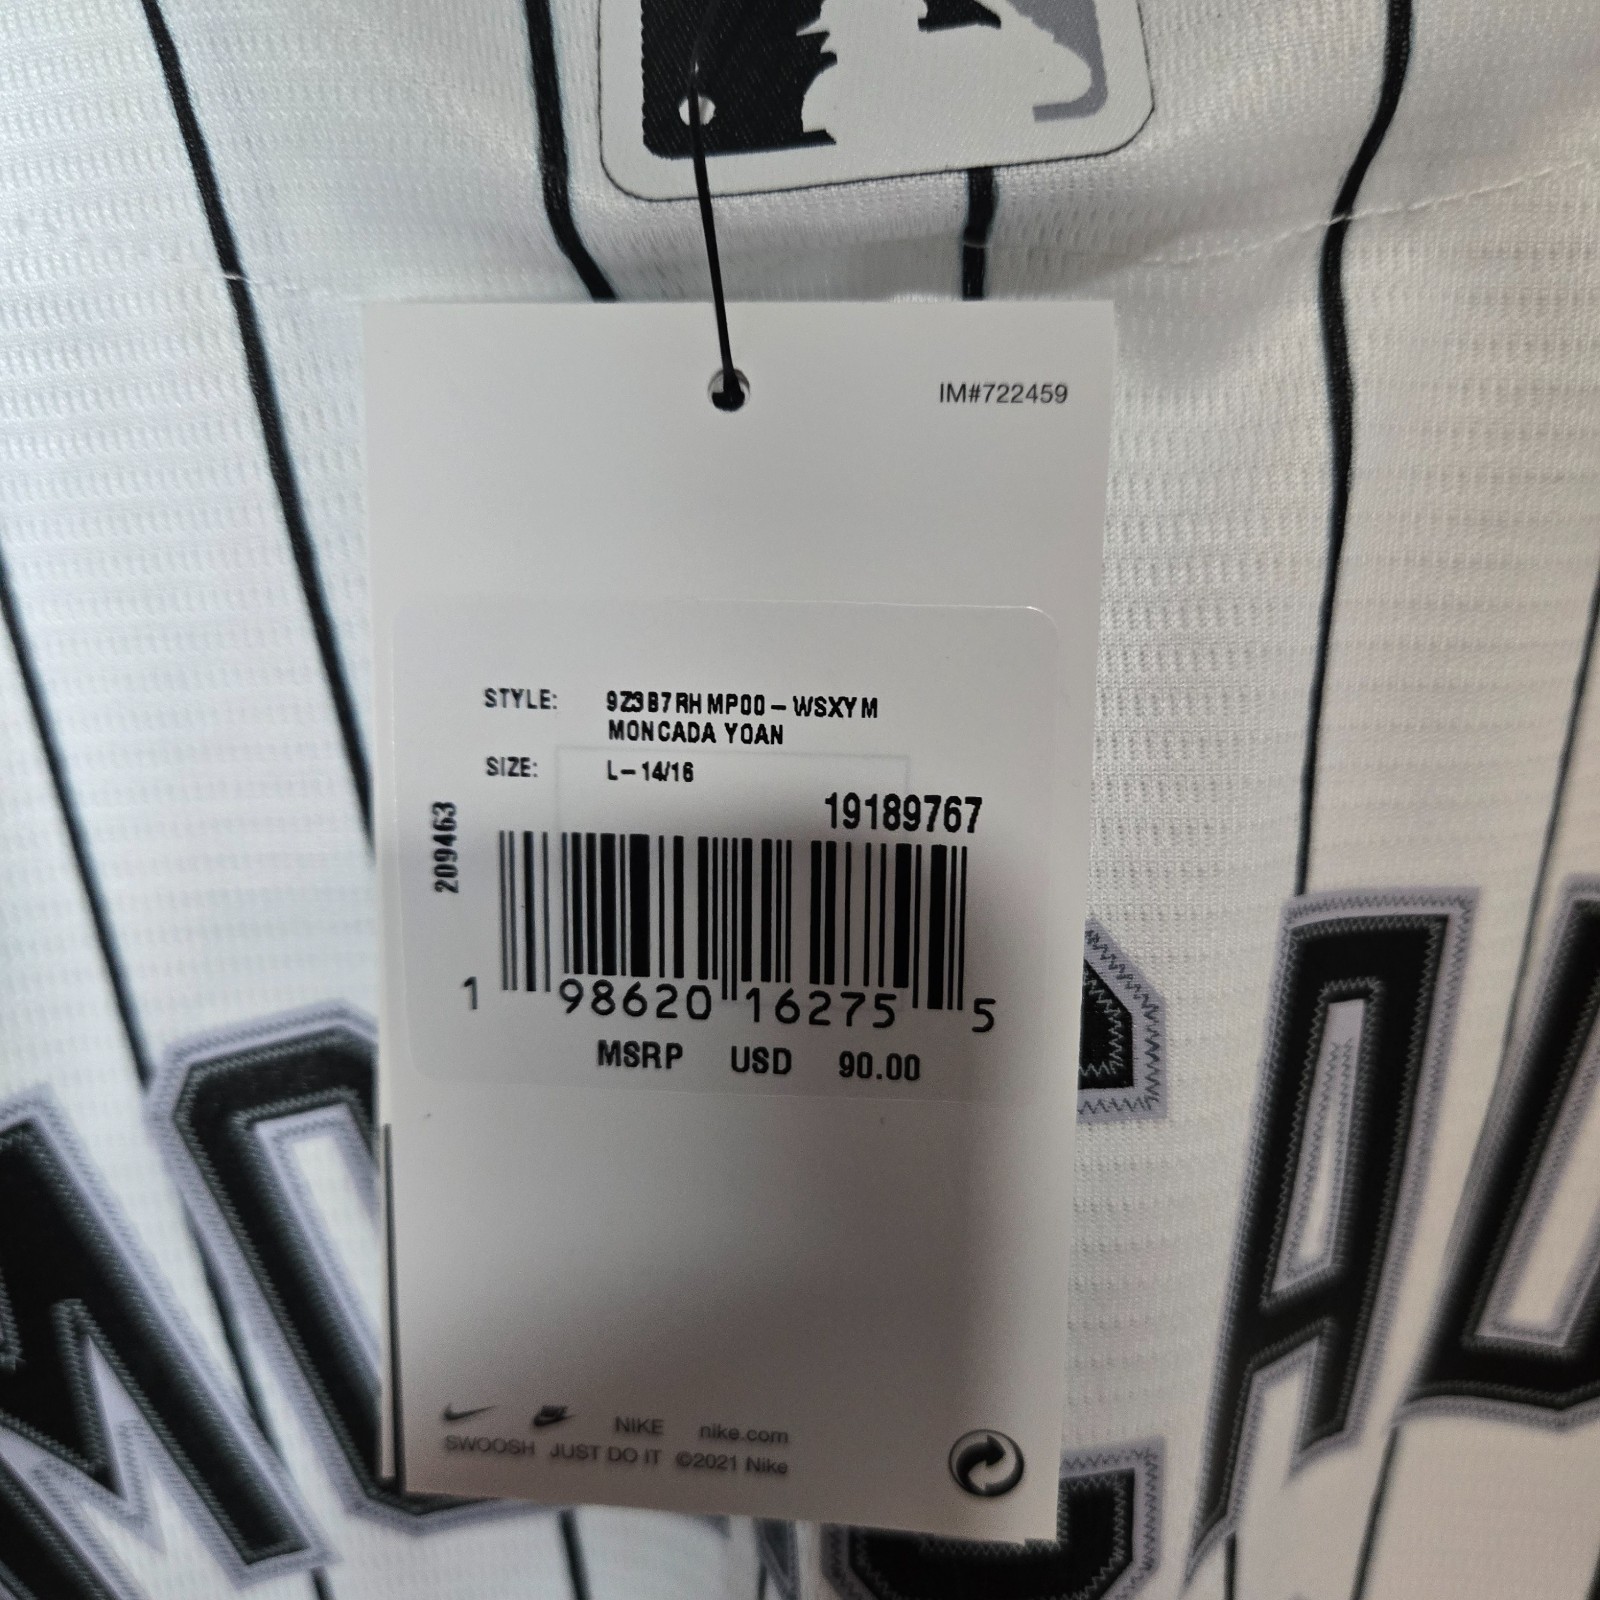 IM#722459
STYLE: 9Z3B7RHMP00-WSXYM
MONCADA YOAN
SIZE: L-14/16
19189767
209463
1 98620 16275 5
MSRP USD 90.00
NIKE nike.com
SWOOSH JUST DO IT ©2021 Nike